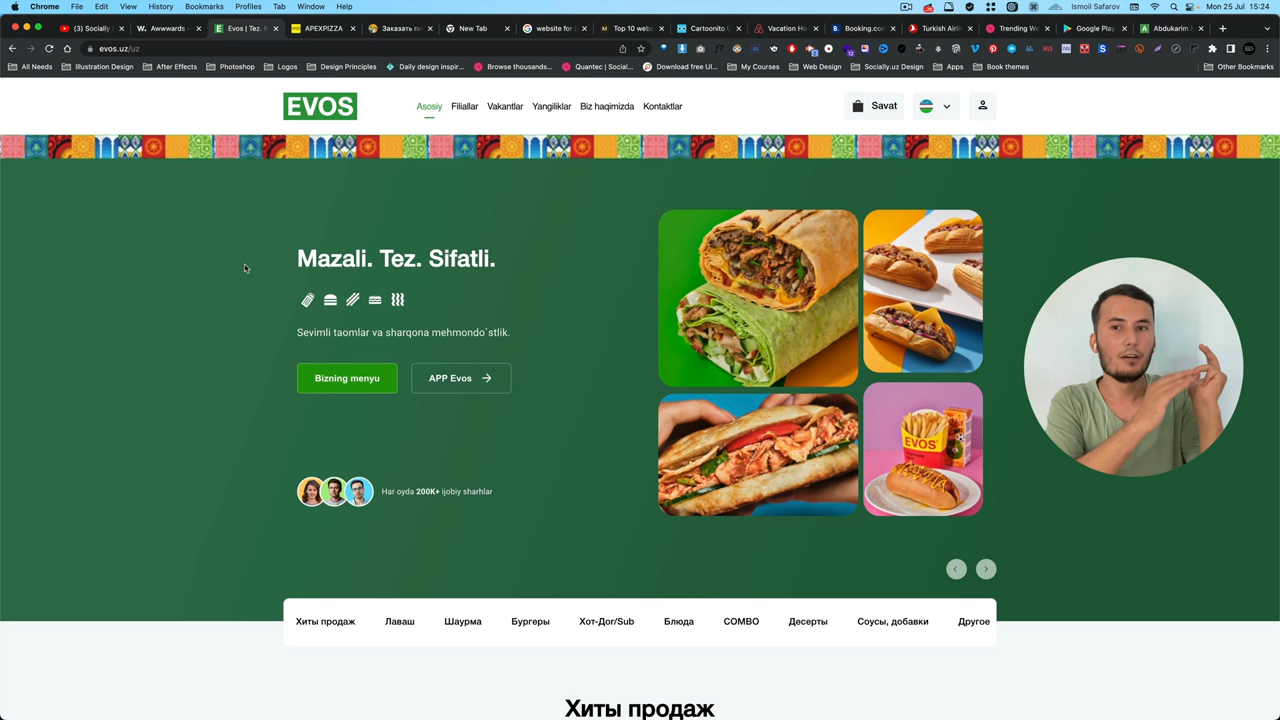 Chrome File Edit View History Bookmarks Profiles Tab Window Help
Ismoil Safarov Mon 25 Jul 15:24
(3) Socially
Awwwards
Evos | Tez.
APEXPIZZA
Заказать
New Tab
website for
Top 10 webs
Cartoonito
Vacation Ho
Booking.com
Turkish Airli
Trending We
Google Play
Abdukarim
evos.uz/uz
All Needs Illustration Design After Effects Photoshop Logos Design Principles Daily design inspir... Browse thousands... Quantec | Social... Download free UI... My Courses Web Design Socially.uz Design Apps Book themes Other Bookmarks
EVOS Asosiy Filiallar Vakantlar Yangiliklar Biz haqimizda Kontaktlar Savat
Mazali. Tez. Sifatli.
Sevimli taomlar va sharqona mehmondo`stlik.
Bizning menyu APP Evos
EVOS
Har oyda 200K+ ijobiy sharhlar
Хиты продаж Лаваш Шаурма Бургеры Хот-Дог/Sub Блюда COMBO Десерты Соусы, добавки Другое
Хиты продаж